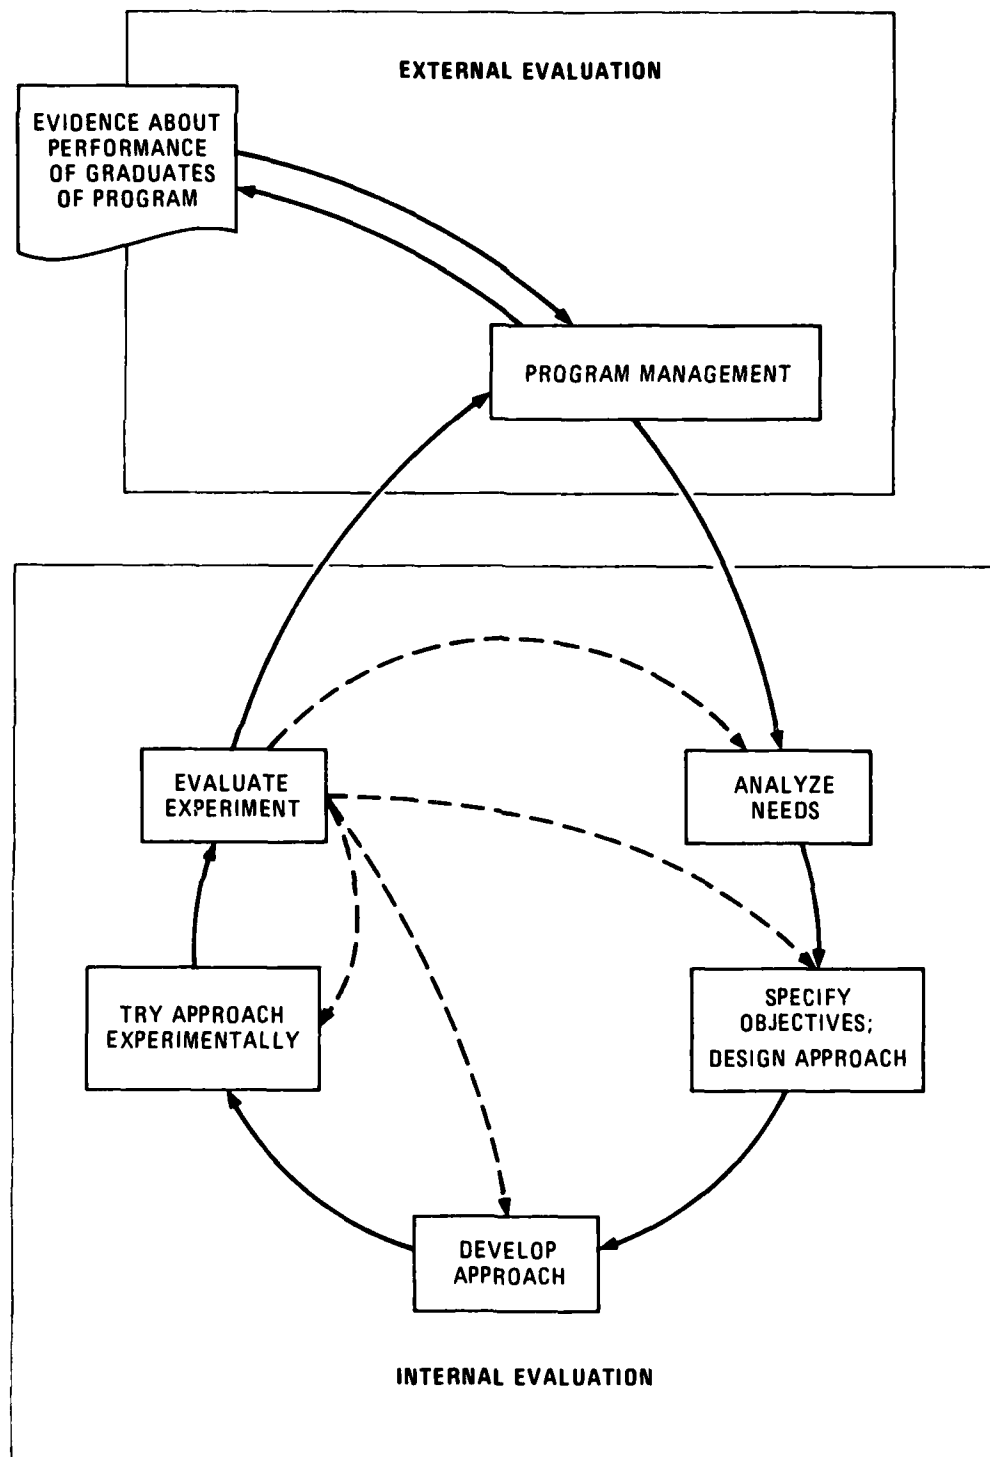 EXTERNAL EVALUATION
EVIDENCE ABOUT
PERFORMANCE
OF GRADUATES
OF PROGRAM
PROGRAM MANAGEMENT
EVALUATE
EXPERIMENT
ANALYZE
NEEDS
TRY APPROACH
EXPERIMENTALLY
SPECIFY
OBJECTIVES;
DESIGN APPROACH
DEVELOP
APPROACH
INTERNAL EVALUATION